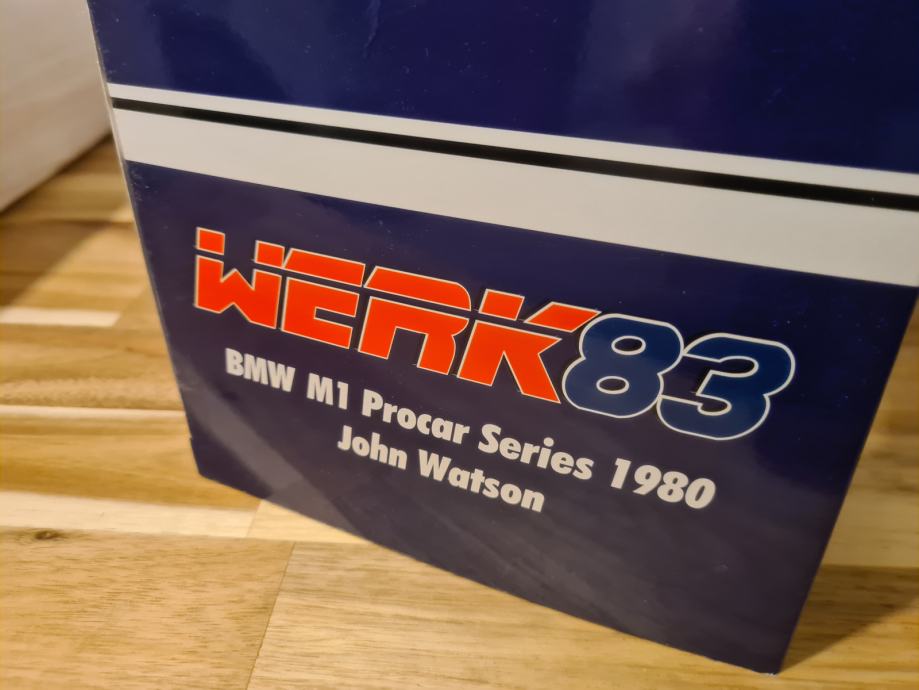 WERK83
BMW M1 Procar Series 1980
John Watson